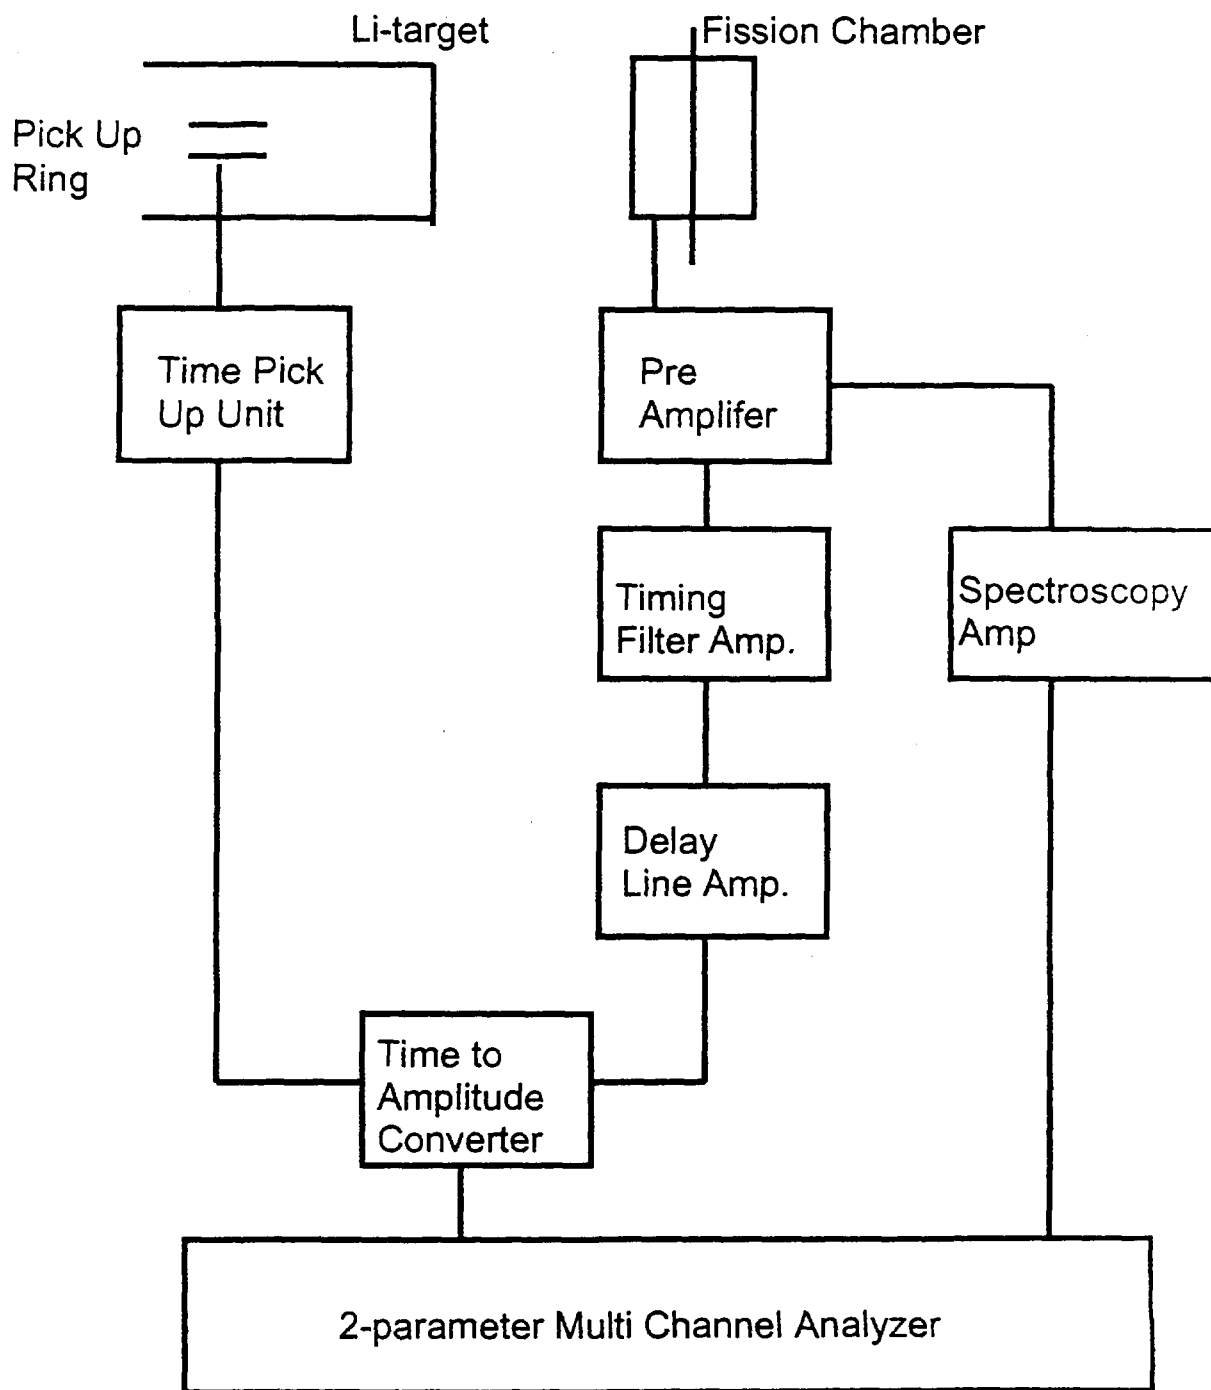 Li-target
Fission Chamber
Pick Up
Ring
Time Pick
Up Unit
Pre
Amplifer
Timing
Filter Amp.
Spectroscopy
Amp
Delay
Line Amp.
Time to
Amplitude
Converter
2-parameter Multi Channel Analyzer